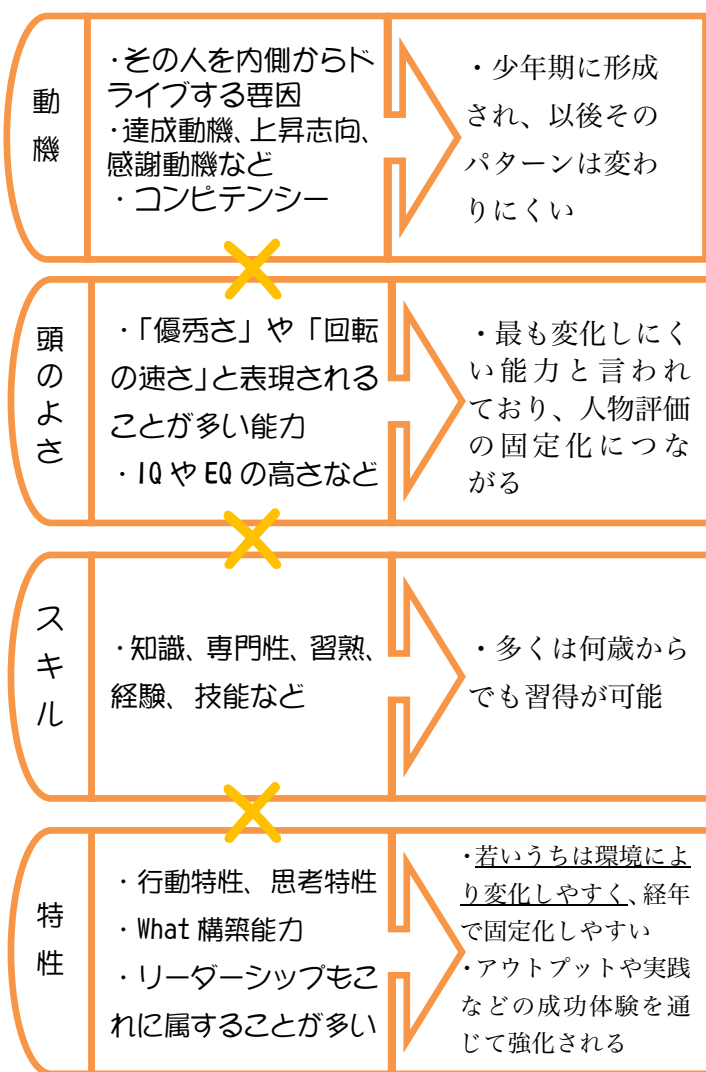 動機
・その人を内側からド
ライブする要因
・達成動機、上昇志向、
感謝動機など
・コンピテンシー
・少年期に形成
され、以後その
パターンは変わ
りにくい
頭のよさ
・「優秀さ」や「回転
の速さ」と表現される
ことが多い能力
・IQ や EQ の高さなど
・最も変化しにく
い能力と言われ
ており、人物評価
の固定化につな
がる
スキル
・知識、専門性、習熟、
経験、技能など
・多くは何歳から
でも習得が可能
特性
・行動特性、思考特性
・What 構築能力
・リーダーシップもこ
れに属することが多い
・若いうちは環境によ
り変化しやすく、経年
で固定化しやすい
・アウトプットや実践
などの成功体験を通
じて強化される